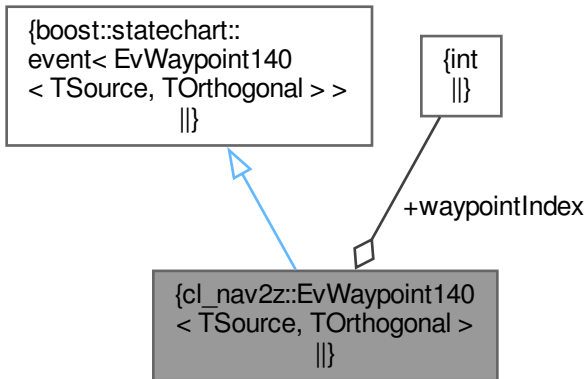 {boost::statechart::
event< EvWaypoint140
< TSource, TOrthogonal > >
||}
{int
||}
+waypointIndex
{cl_nav2z::EvWaypoint140
< TSource, TOrthogonal >
||}